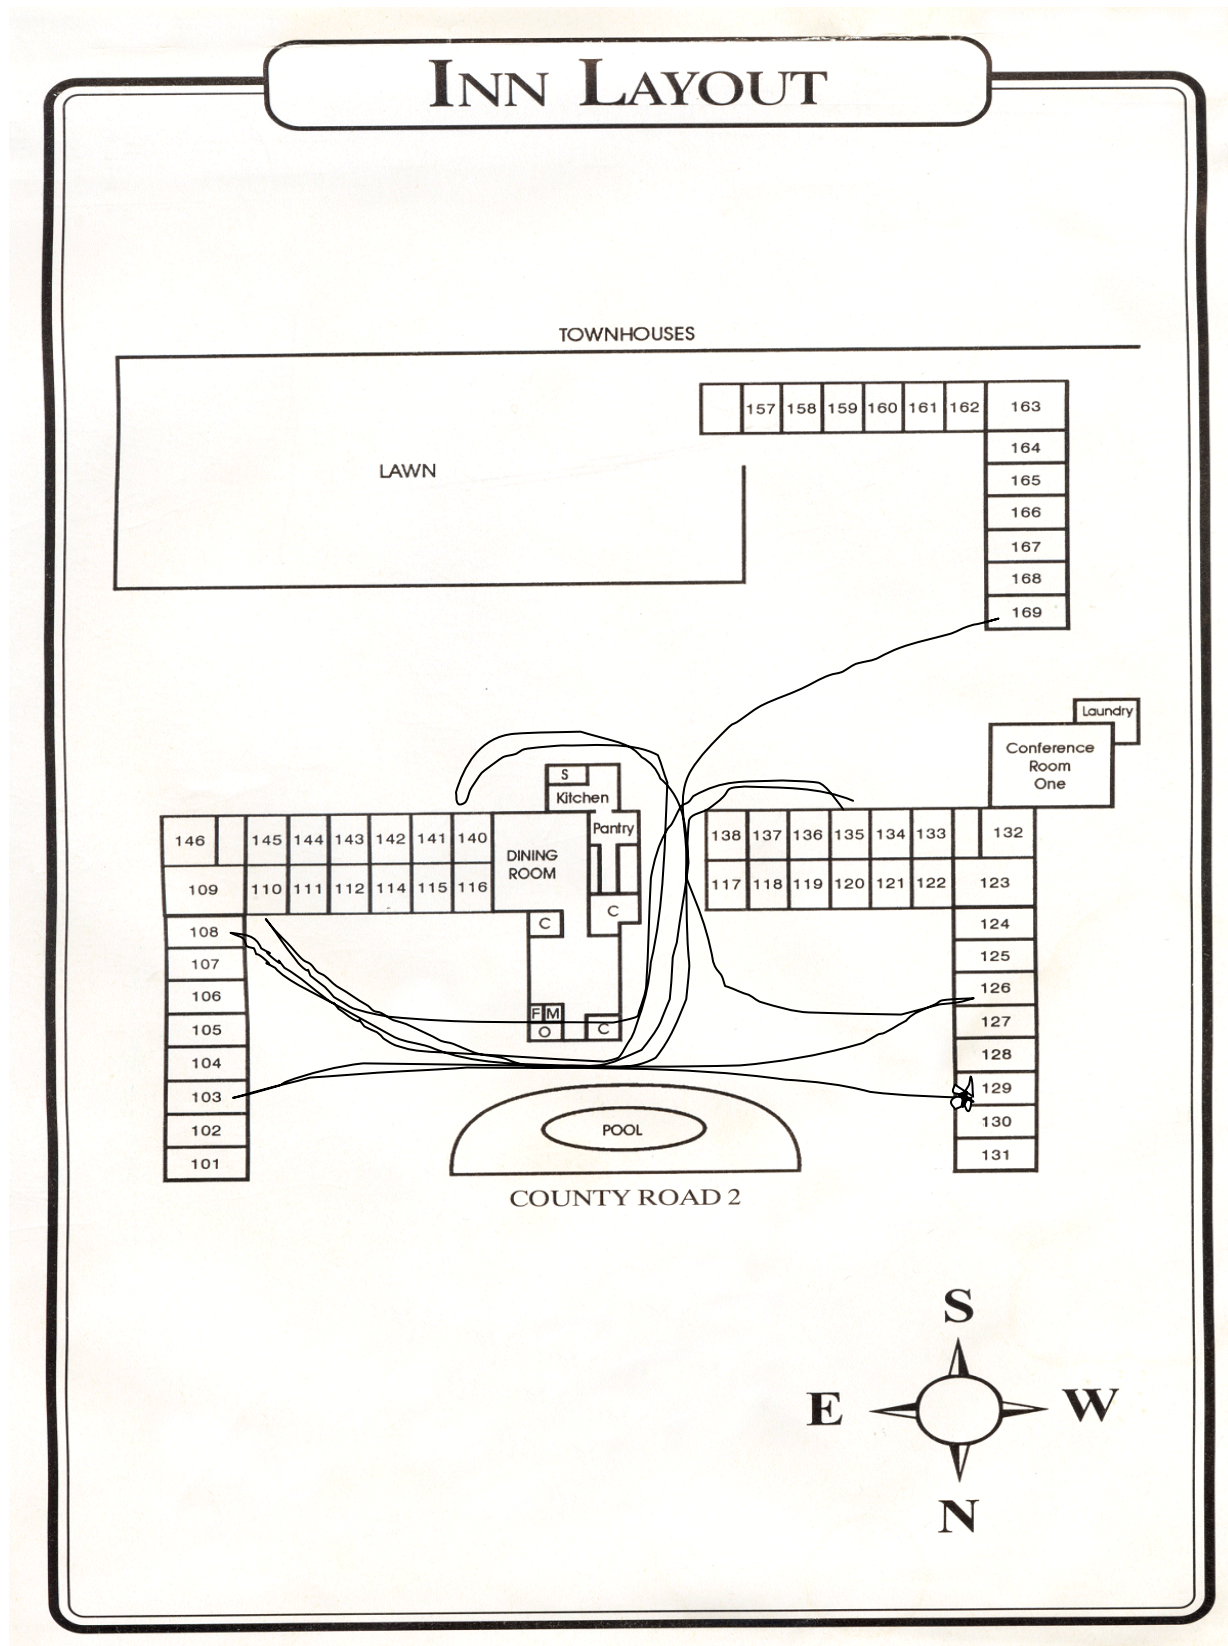 INN LAYOUT
TOWNHOUSES
157 158 159 160 161 162 163
164
LAWN
165
166
167
168
169
Laundry
Conference
Room
One
S
Kitchen
Pantry
146 145 144 143 142 141 140
DINING
ROOM
138 137 136 135 134 133 132
109 110 111 112 114 115 116
117 118 119 120 121 122 123
C
C
108
107
106
105
104
103
102
101
124
125
126
127
128
129
130
131
F M
O
C
POOL
COUNTY ROAD 2
S
E W
N